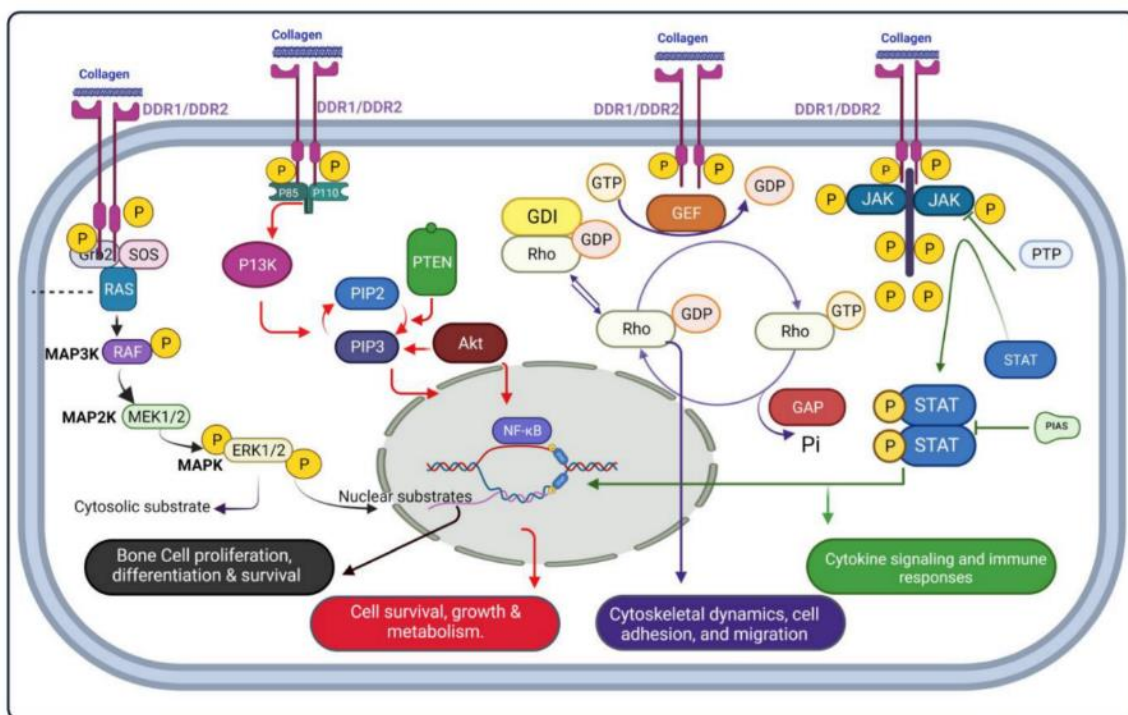 Collagen
DDR1/DDR2
P
P
Grb2
SOS
RAS
MAP3K
RAF
P
MAP2K
MEK1/2
P
MAPK
ERK1/2
P
Cytosolic substrate
Nuclear substrates
Bone Cell proliferation,
differentiation & survival
Collagen
DDR1/DDR2
P
P
P85
P110
P13K
PTEN
PIP2
PIP3
Akt
NF-κB
Cell survival, growth &
metabolism.
Collagen
DDR1/DDR2
P
P
GTP
GEF
GDP
GDI
Rho
GDP
Rho
GDP
Rho
GTP
GAP
Pi
Cytoskeletal dynamics, cell
adhesion, and migration
Collagen
DDR1/DDR2
P
P
P
JAK
JAK
P
P
P
P
P
PTP
STAT
P
STAT
P
STAT
PIAS
Cytokine signaling and immune
responses